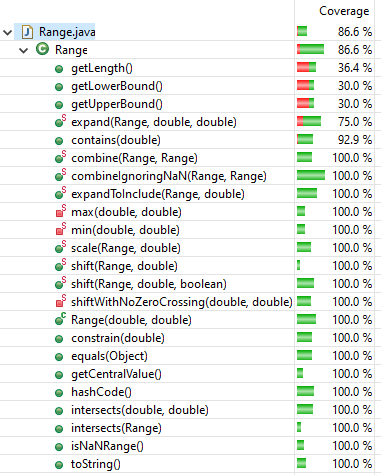 Coverage
Range.java 86.6 %
Range 86.6 %
getLength() 36.4 %
getLowerBound() 30.0 %
getUpperBound() 30.0 %
expand(Range, double, double) 75.0 %
contains(double) 92.9 %
combine(Range, Range) 100.0 %
combineIgnoringNaN(Range, Range) 100.0 %
expandToInclude(Range, double) 100.0 %
max(double, double) 100.0 %
min(double, double) 100.0 %
scale(Range, double) 100.0 %
shift(Range, double) 100.0 %
shift(Range, double, boolean) 100.0 %
shiftWithNoZeroCrossing(double, double) 100.0 %
Range(double, double) 100.0 %
constrain(double) 100.0 %
equals(Object) 100.0 %
getCentralValue() 100.0 %
hashCode() 100.0 %
intersects(double, double) 100.0 %
intersects(Range) 100.0 %
isNaNRange() 100.0 %
toString() 100.0 %